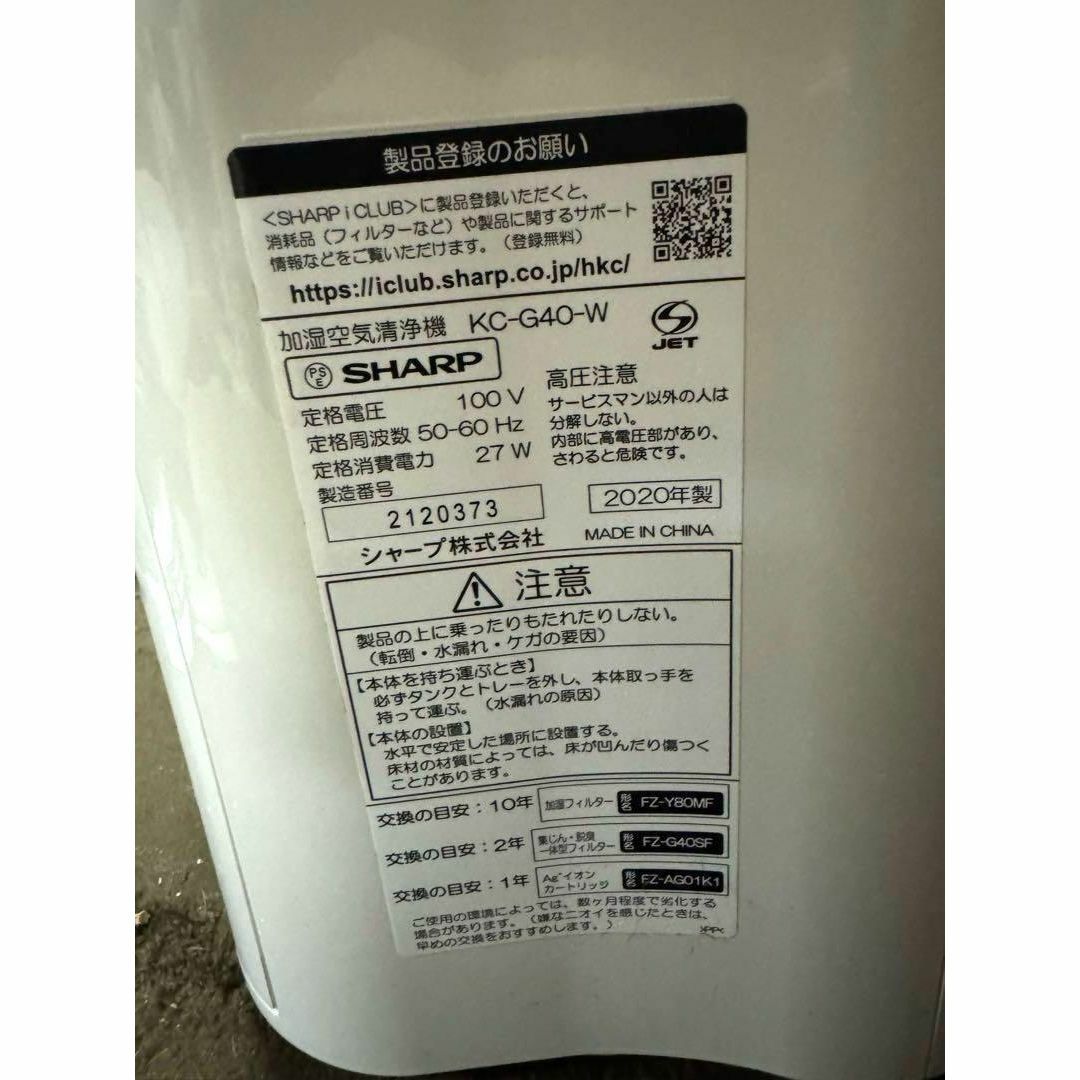 製品登録のお願い
<SHARP i CLUB>に製品登録いただくと、
消耗品（フィルターなど）や製品に関するサポート
情報などをご覧いただけます。（登録無料）
https://iclub.sharp.co.jp/hkc/
加湿空気清浄機 KC-G40-W
JET
PS
E
SHARP
定格電圧 100 V
定格周波数 50-60 Hz
定格消費電力 27 W
製造番号
2120373
シャープ株式会社
高圧注意
サービスマン以外の人は
分解しない。
内部に高電圧部があり、
さわると危険です。
2020年製
MADE IN CHINA
注意
製品の上に乗ったりもたれたりしない。
（転倒・水漏れ・ケガの要因）
【本体を持ち運ぶとき】
必ずタンクとトレーを外し、本体取っ手を
持って運ぶ。（水漏れの原因）
【本体の設置】
水平で安定した場所に設置する。
床材の材質によっては、床が凹んだり傷つく
ことがあります。
交換の目安：10年 加湿フィルター 形名 FZ-Y80MF
交換の目安：2年 集じん・脱臭一体型フィルター 形名 FZ-G40SF
交換の目安：1年 Ag+イオンカートリッジ 形名 FZ-AG01K1
ご使用の環境によっては、数ヶ月程度で劣化する
場合があります。（嫌なニオイを感じたときは、
早めの交換をおすすめします。）
>PP<